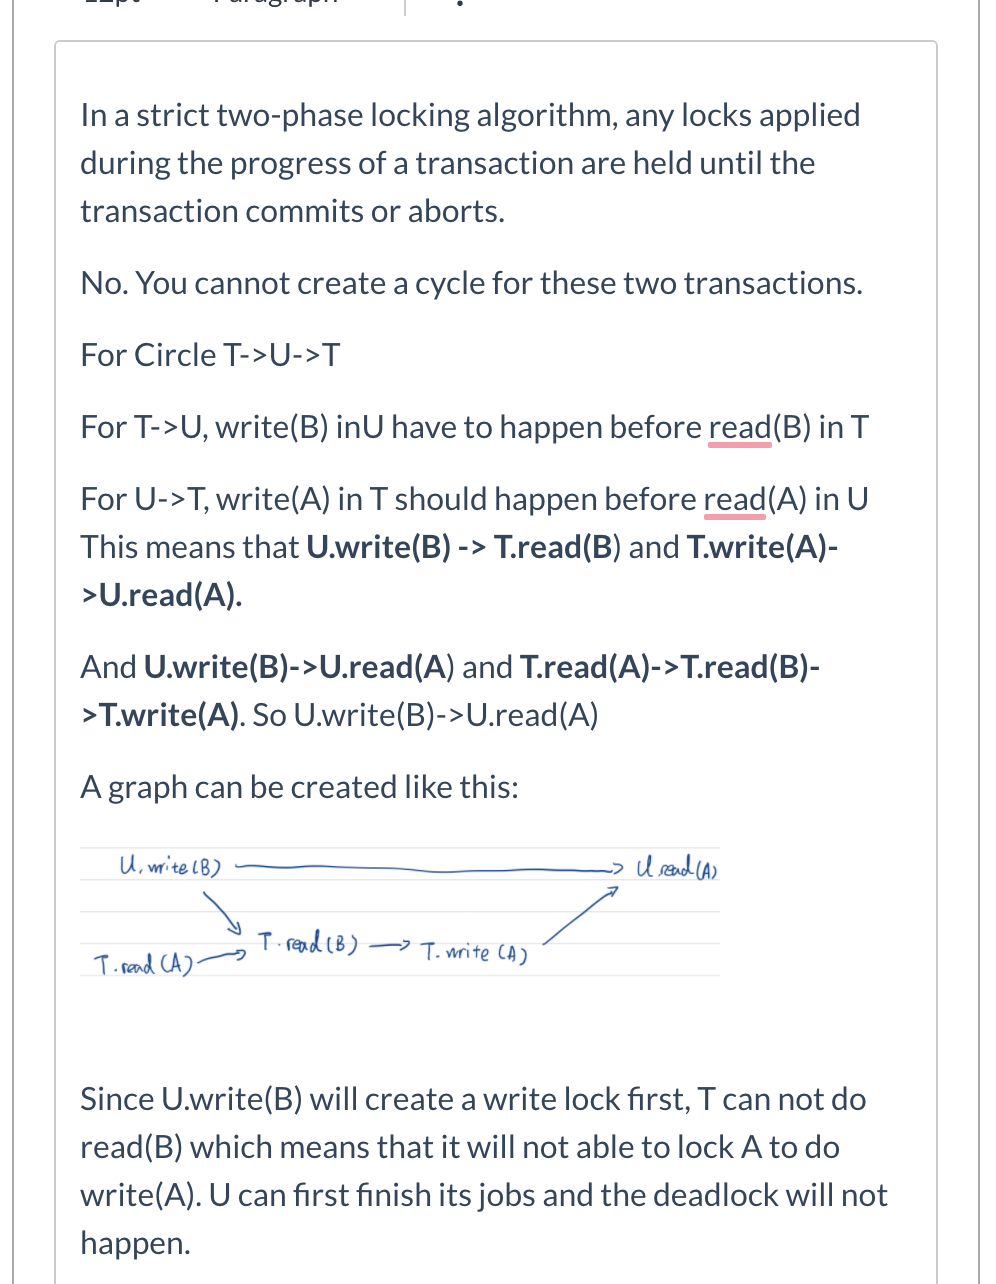 12pt Paragraph
In a strict two-phase locking algorithm, any locks applied
during the progress of a transaction are held until the
transaction commits or aborts.
No. You cannot create a cycle for these two transactions.
For Circle T->U->T
For T->U, write(B) inU have to happen before read(B) in T
For U->T, write(A) in T should happen before read(A) in U
This means that U.write(B) -> T.read(B) and T.write(A)-
>U.read(A).
And U.write(B)->U.read(A) and T.read(A)->T.read(B)-
>T.write(A). So U.write(B)->U.read(A)
A graph can be created like this:
U.write(B) U read(A)
T.read(B) T.write(A)
T.read(A)
Since U.write(B) will create a write lock first, T can not do
read(B) which means that it will not able to lock A to do
write(A). U can first finish its jobs and the deadlock will not
happen.